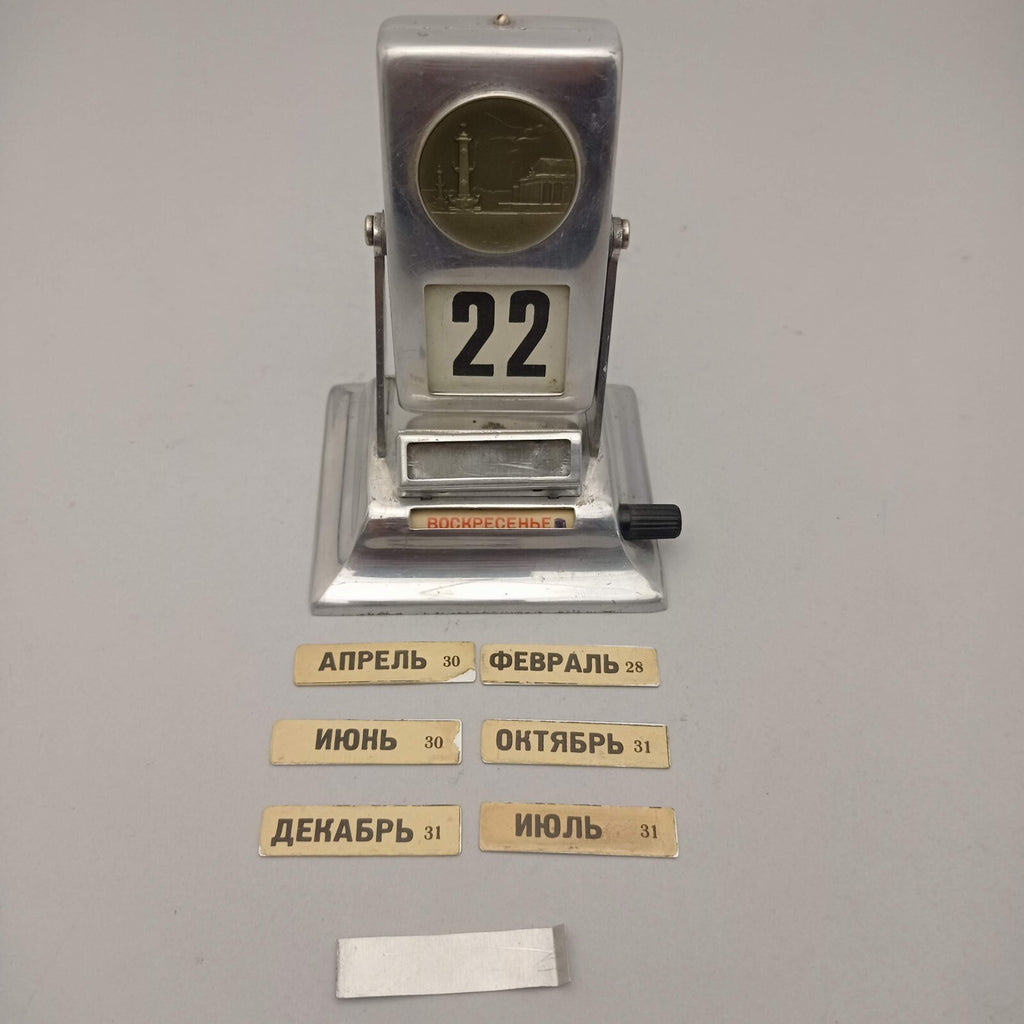 22
ВОСКРЕСЕНЬЕ
АПРЕЛЬ 30
ФЕВРАЛЬ 28
ИЮНЬ 30
ОКТЯБРЬ 31
ДЕКАБРЬ 31
ИЮЛЬ 31